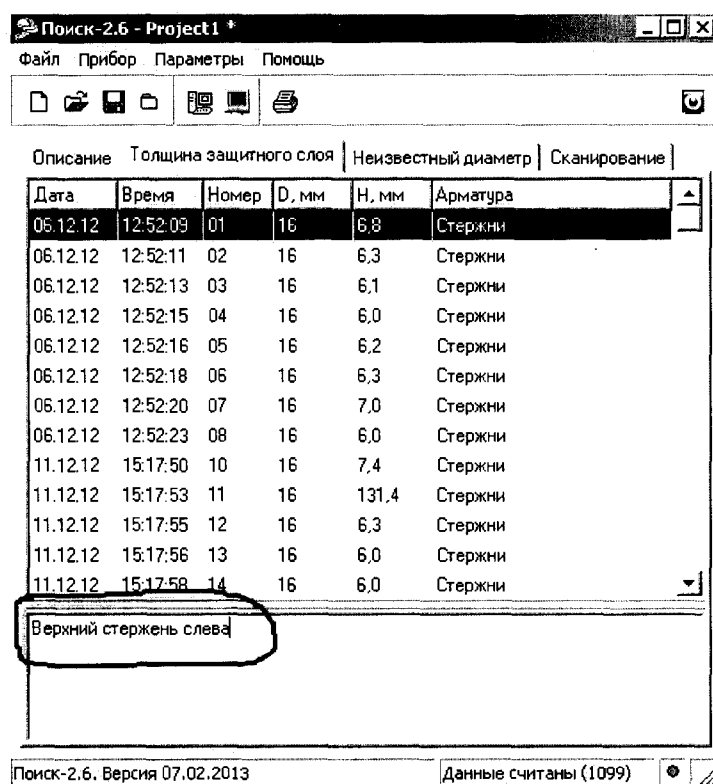 Поиск-2.6 - Project1 *
Файл Прибор Параметры Помощь
Описание Толщина защитного слоя Неизвестный диаметр Сканирование
Дата Время Номер D, мм H, мм Арматура
06.12.12 12:52:09 01 16 6,8 Стержни
06.12.12 12:52:11 02 16 6,3 Стержни
06.12.12 12:52:13 03 16 6,1 Стержни
06.12.12 12:52:15 04 16 6,0 Стержни
06.12.12 12:52:16 05 16 6,2 Стержни
06.12.12 12:52:18 06 16 6,3 Стержни
06.12.12 12:52:20 07 16 7,0 Стержни
06.12.12 12:52:23 08 16 6,0 Стержни
11.12.12 15:17:50 10 16 7,4 Стержни
11.12.12 15:17:53 11 16 131,4 Стержни
11.12.12 15:17:55 12 16 6,3 Стержни
11.12.12 15:17:56 13 16 6,0 Стержни
11.12.12 15:17:58 14 16 6,0 Стержни
Верхний стержень слева
Поиск-2.6. Версия 07.02.2013 Данные считаны (1099)